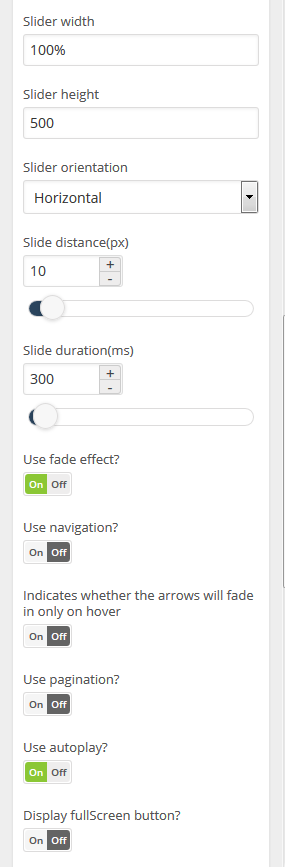 Slider width
100%
Slider height
500
Slider orientation
Horizontal
Slide distance(px)
10
+
-
Slide duration(ms)
300
+
-
Use fade effect?
On Off
Use navigation?
On Off
Indicates whether the arrows will fade
in only on hover
On Off
Use pagination?
On Off
Use autoplay?
On Off
Display fullScreen button?
On Off